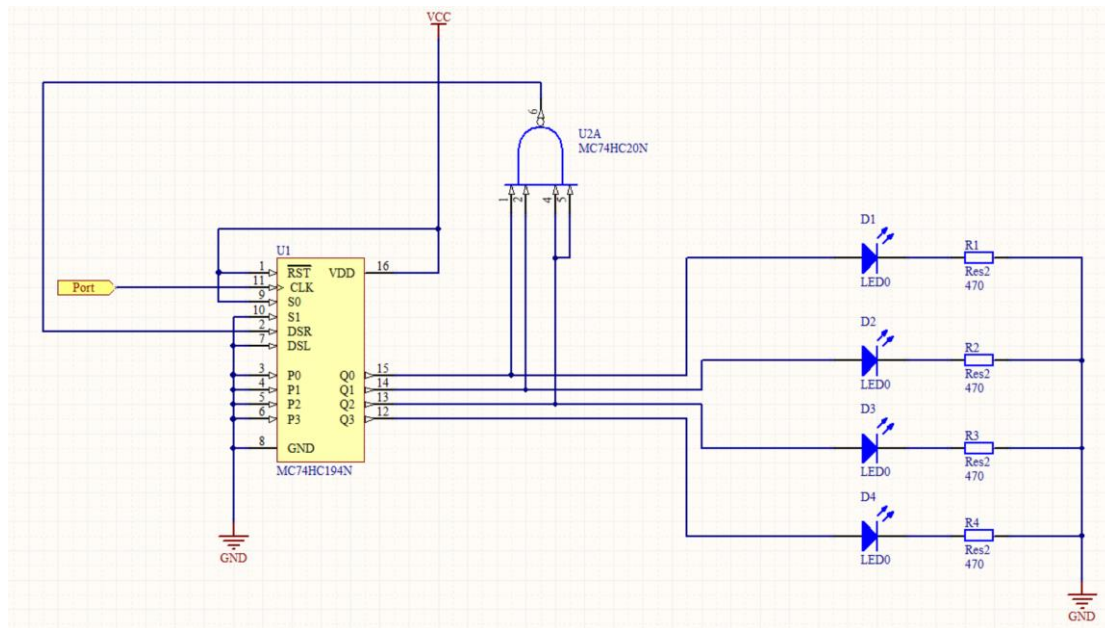 VCC
6
U2A
MC74HC20N
1
2
4
5
U1
1
RST
VDD
16
Port
11
CLK
9
S0
10
S1
2
DSR
7
DSL
3
P0
Q0
15
4
P1
Q1
14
5
P2
Q2
13
6
P3
Q3
12
8
GND
MC74HC194N
GND
D1
LED0
R1
Res2
470
D2
LED0
R2
Res2
470
D3
LED0
R3
Res2
470
D4
LED0
R4
Res2
470
GND